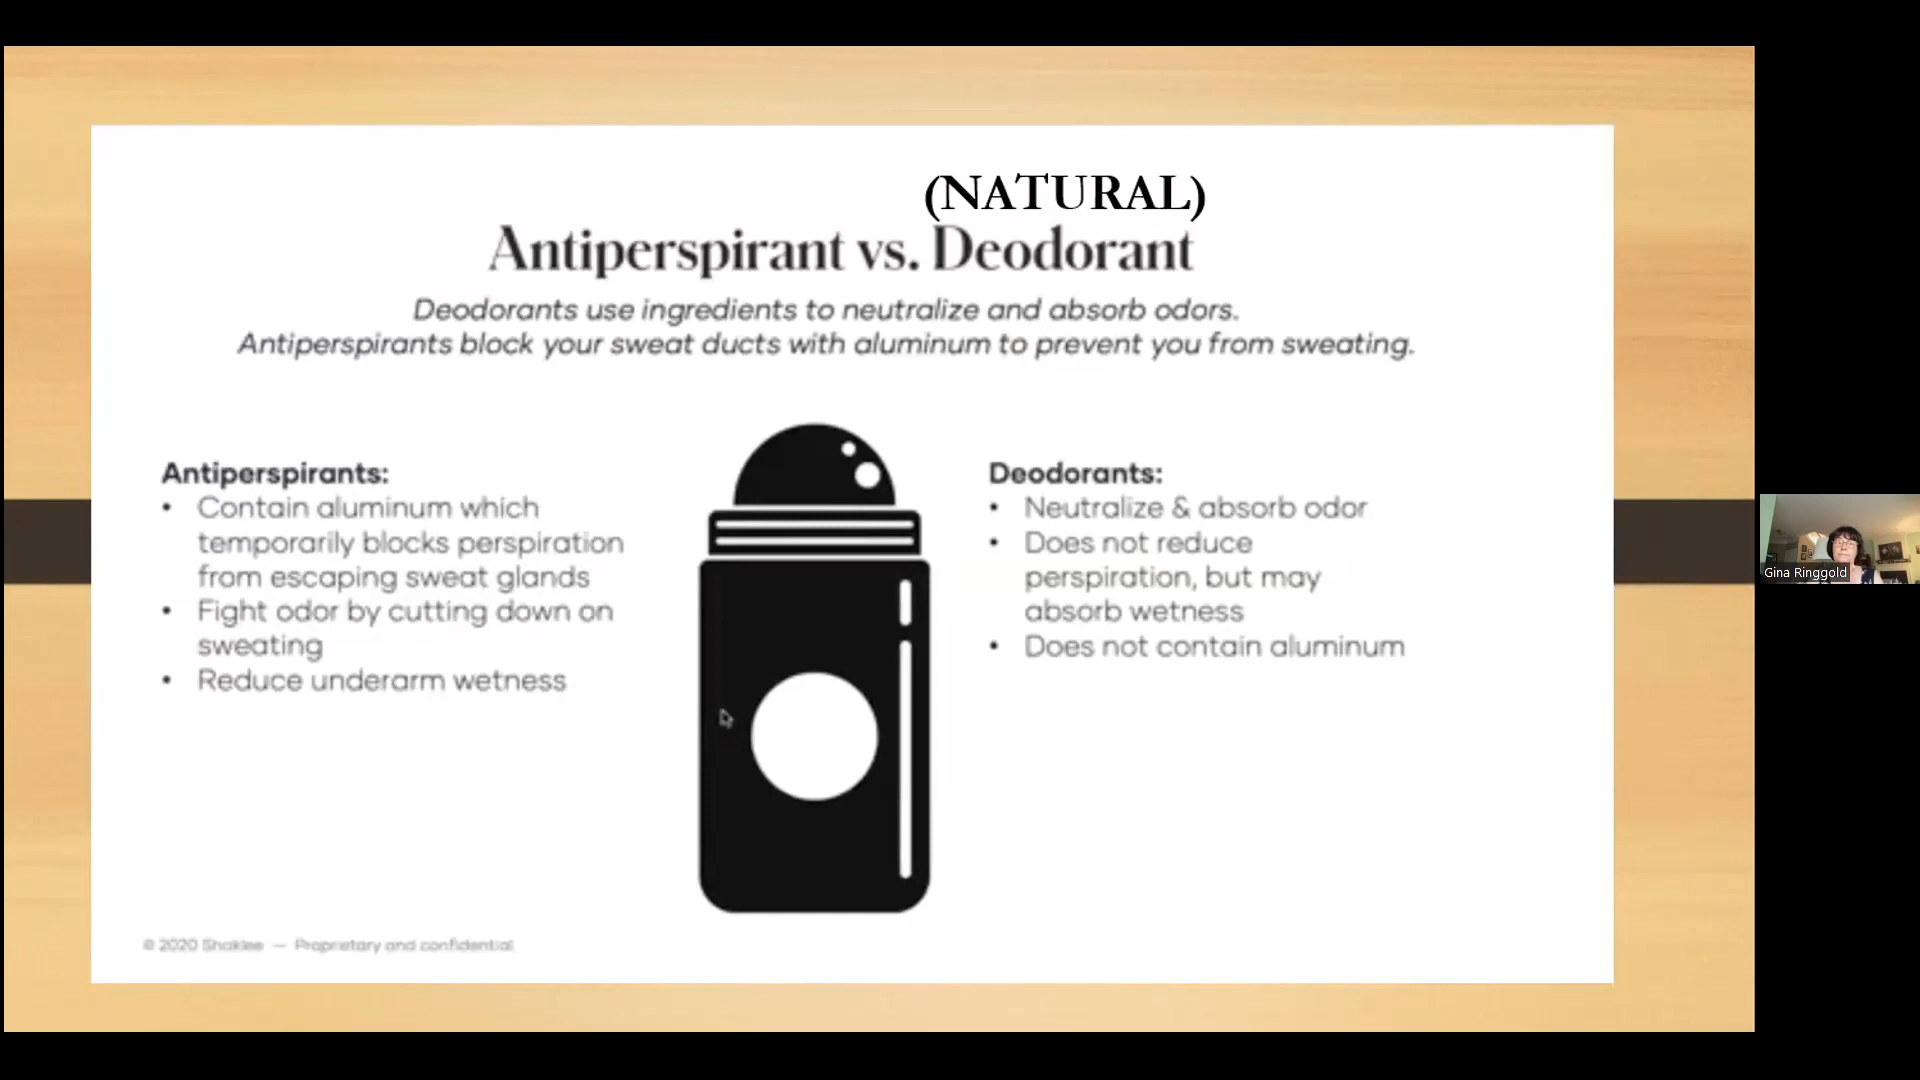 (NATURAL)
Antiperspirant vs. Deodorant
Deodorants use ingredients to neutralize and absorb odors.
Antiperspirants block your sweat ducts with aluminum to prevent you from sweating.
Antiperspirants:
• Contain aluminum which
temporarily blocks perspiration
from escaping sweat glands
• Fight odor by cutting down on
sweating
• Reduce underarm wetness
Deodorants:
• Neutralize & absorb odor
• Does not reduce
perspiration, but may
absorb wetness
• Does not contain aluminum
© 2020 Shaklee — Proprietary and confidential
Gina Ringgold